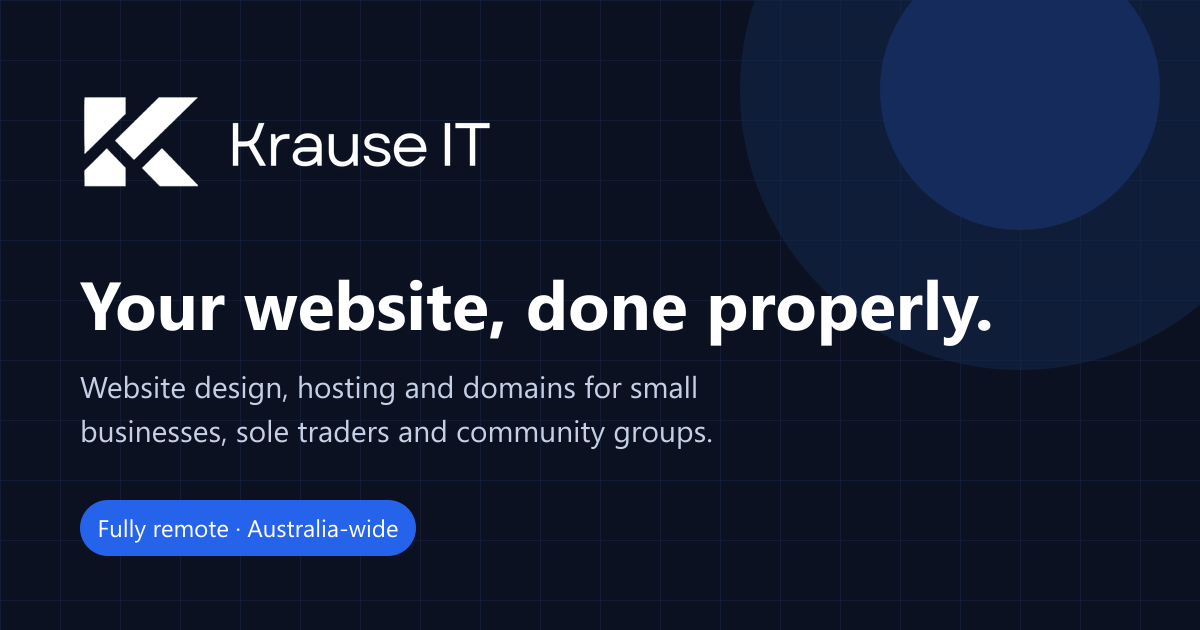 Krause IT
Your website, done properly.
Website design, hosting and domains for small
businesses, sole traders and community groups.
Fully remote · Australia-wide